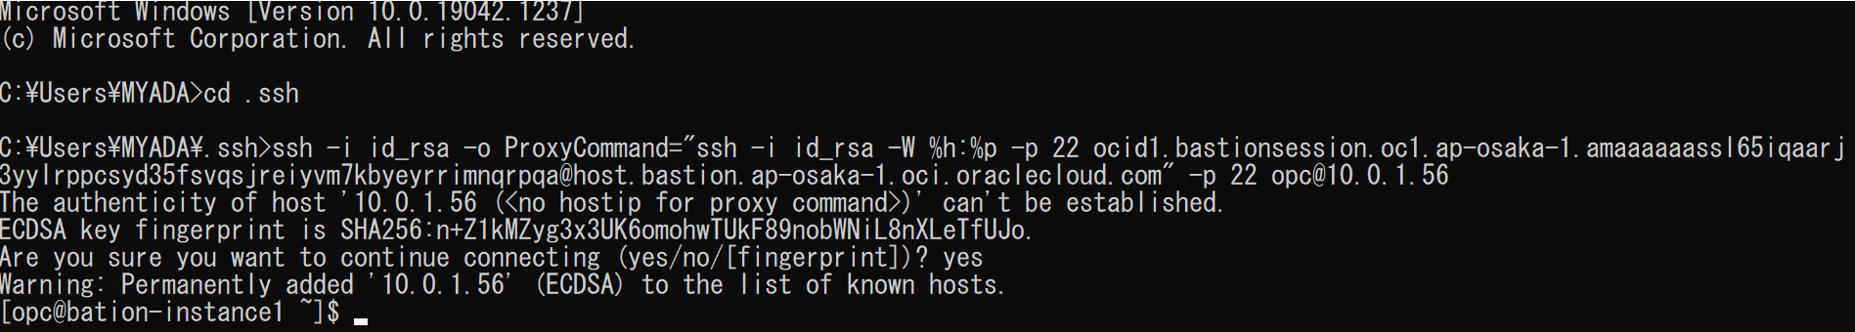 Microsoft Windows [Version 10.0.19042.1237]
(c) Microsoft Corporation. All rights reserved.
C:¥Users¥MYADA>cd .ssh
C:¥Users¥MYADA¥.ssh>ssh -i id_rsa -o ProxyCommand="ssh -i id_rsa -W %h:%p -p 22 ocid1.bastionsession.oc1.ap-osaka-1.amaaaaaassl65iqaarj
3yylrppcsyd35fsvqsjreiyvm7kbyeyrrimnqrpqa@host.bastion.ap-osaka-1.oci.oraclecloud.com" -p 22 opc@10.0.1.56
The authenticity of host '10.0.1.56 (<no hostip for proxy command>)' can't be established.
ECDSA key fingerprint is SHA256:n+Z1kMZyg3x3UK6omohwTUkF89nobWNiL8nXLeTfUJo.
Are you sure you want to continue connecting (yes/no/[fingerprint])? yes
Warning: Permanently added '10.0.1.56' (ECDSA) to the list of known hosts.
[opc@bation-instance1 ~]$